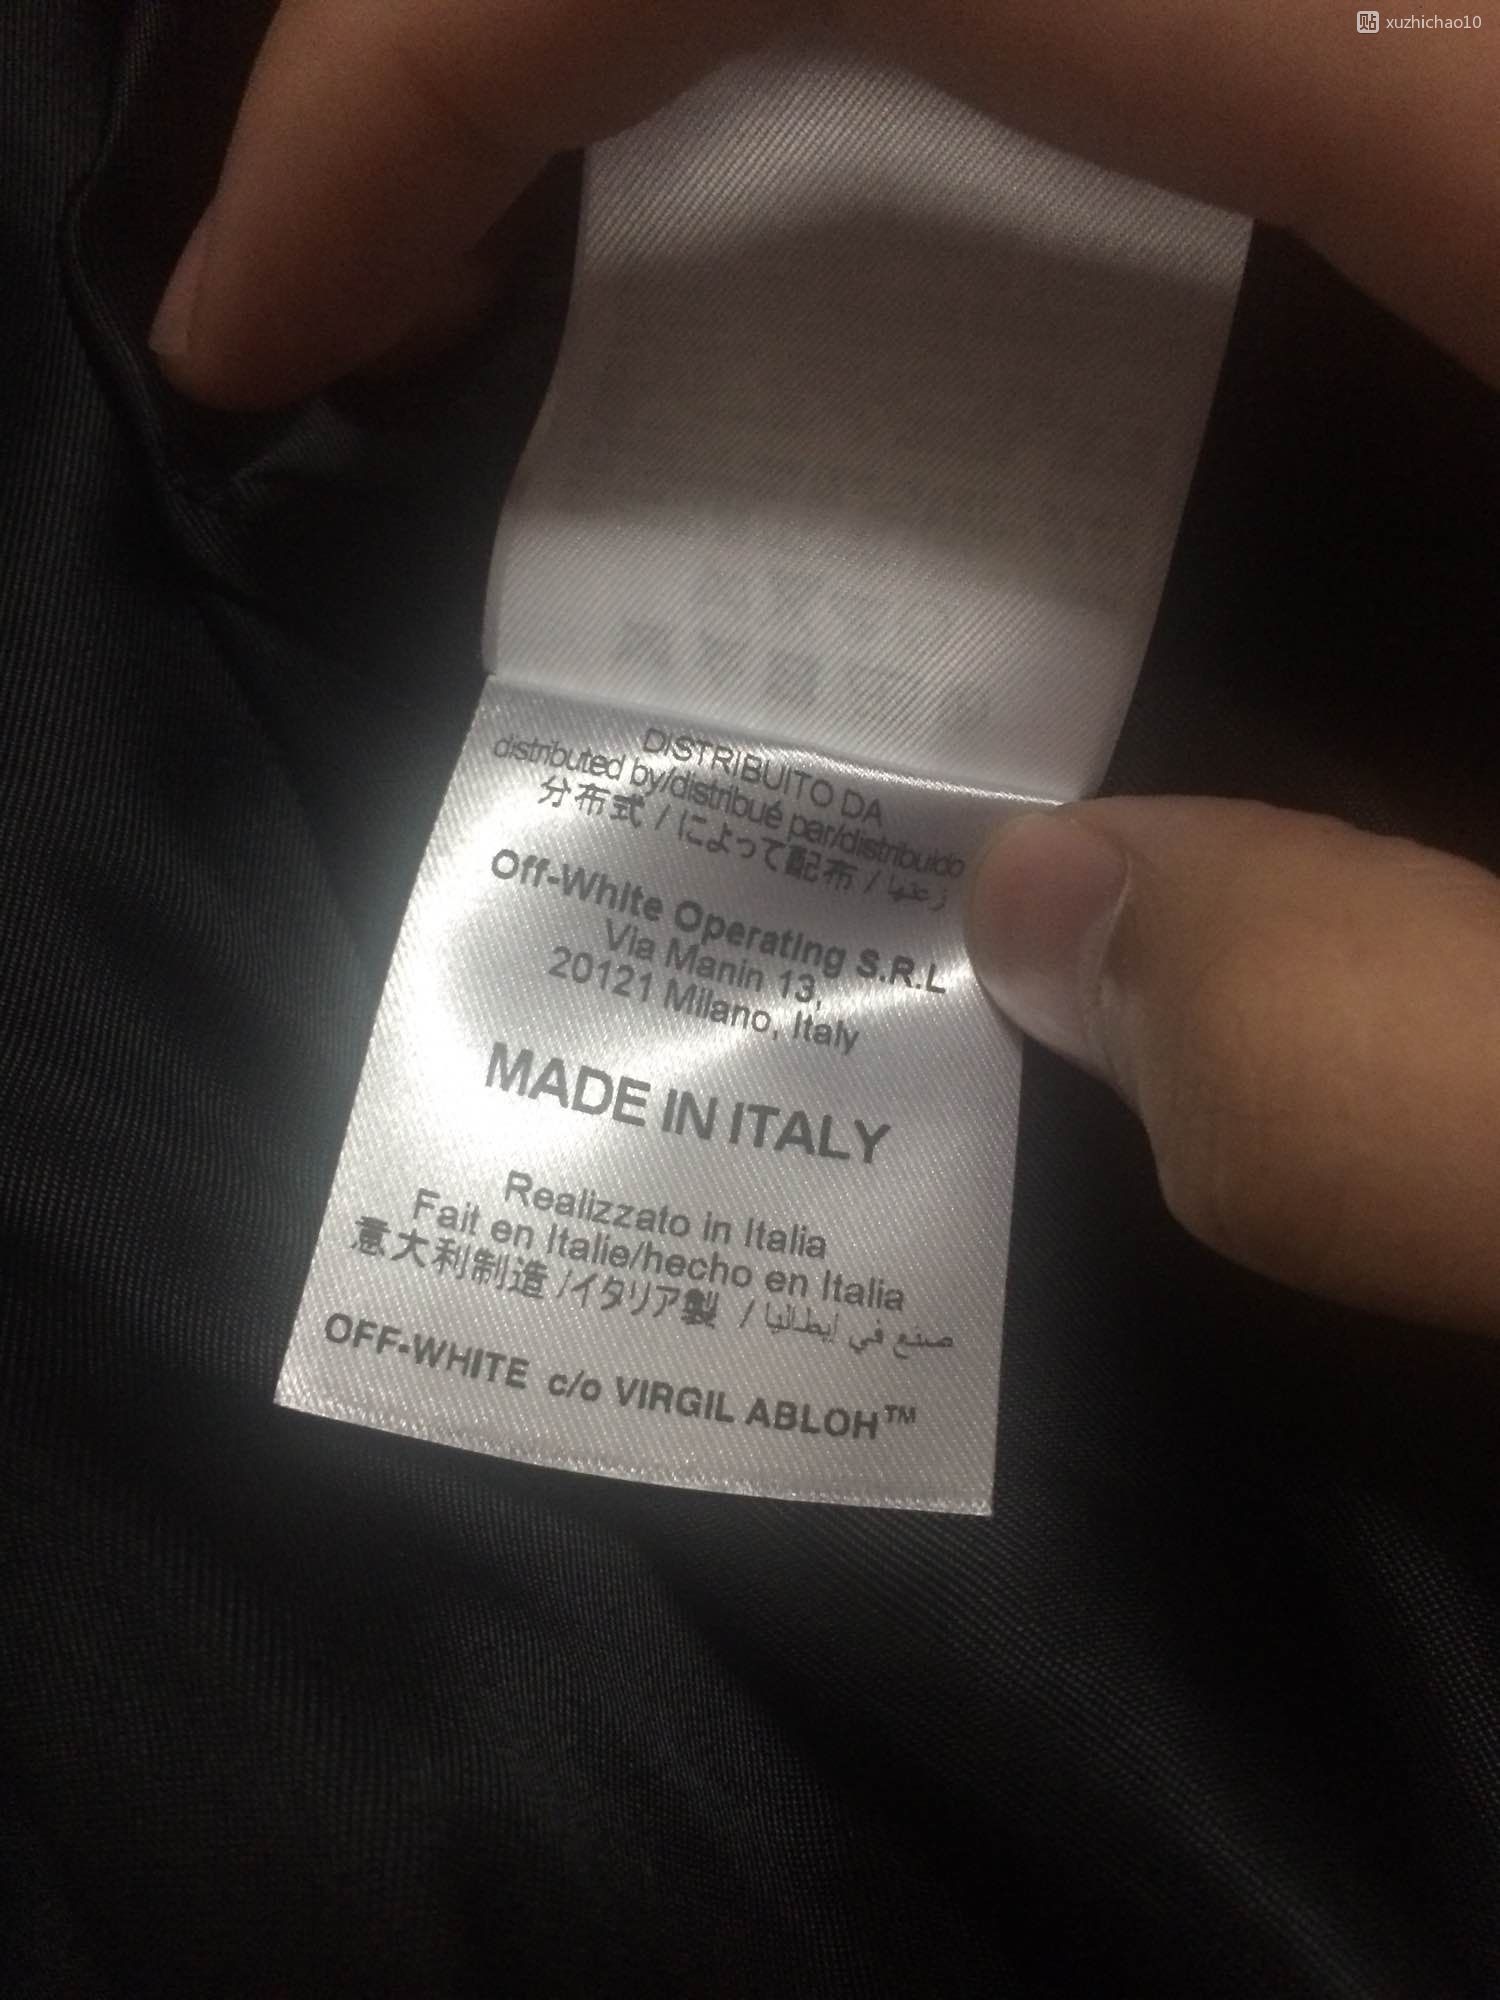 贴 xuzhichao10
DISTRIBUITO DA
distributed by/distribué par/distribuido
分布式 / によって配布 /
Off-White Operating S.R.L
Via Manin 13,
20121 Milano, Italy
MADE IN ITALY
Realizzato in Italia
Fait en Italie/hecho en Italia
意大利制造 /イタリア製 / صنع في إيطاليا
OFF-WHITE c/o VIRGIL ABLOH™